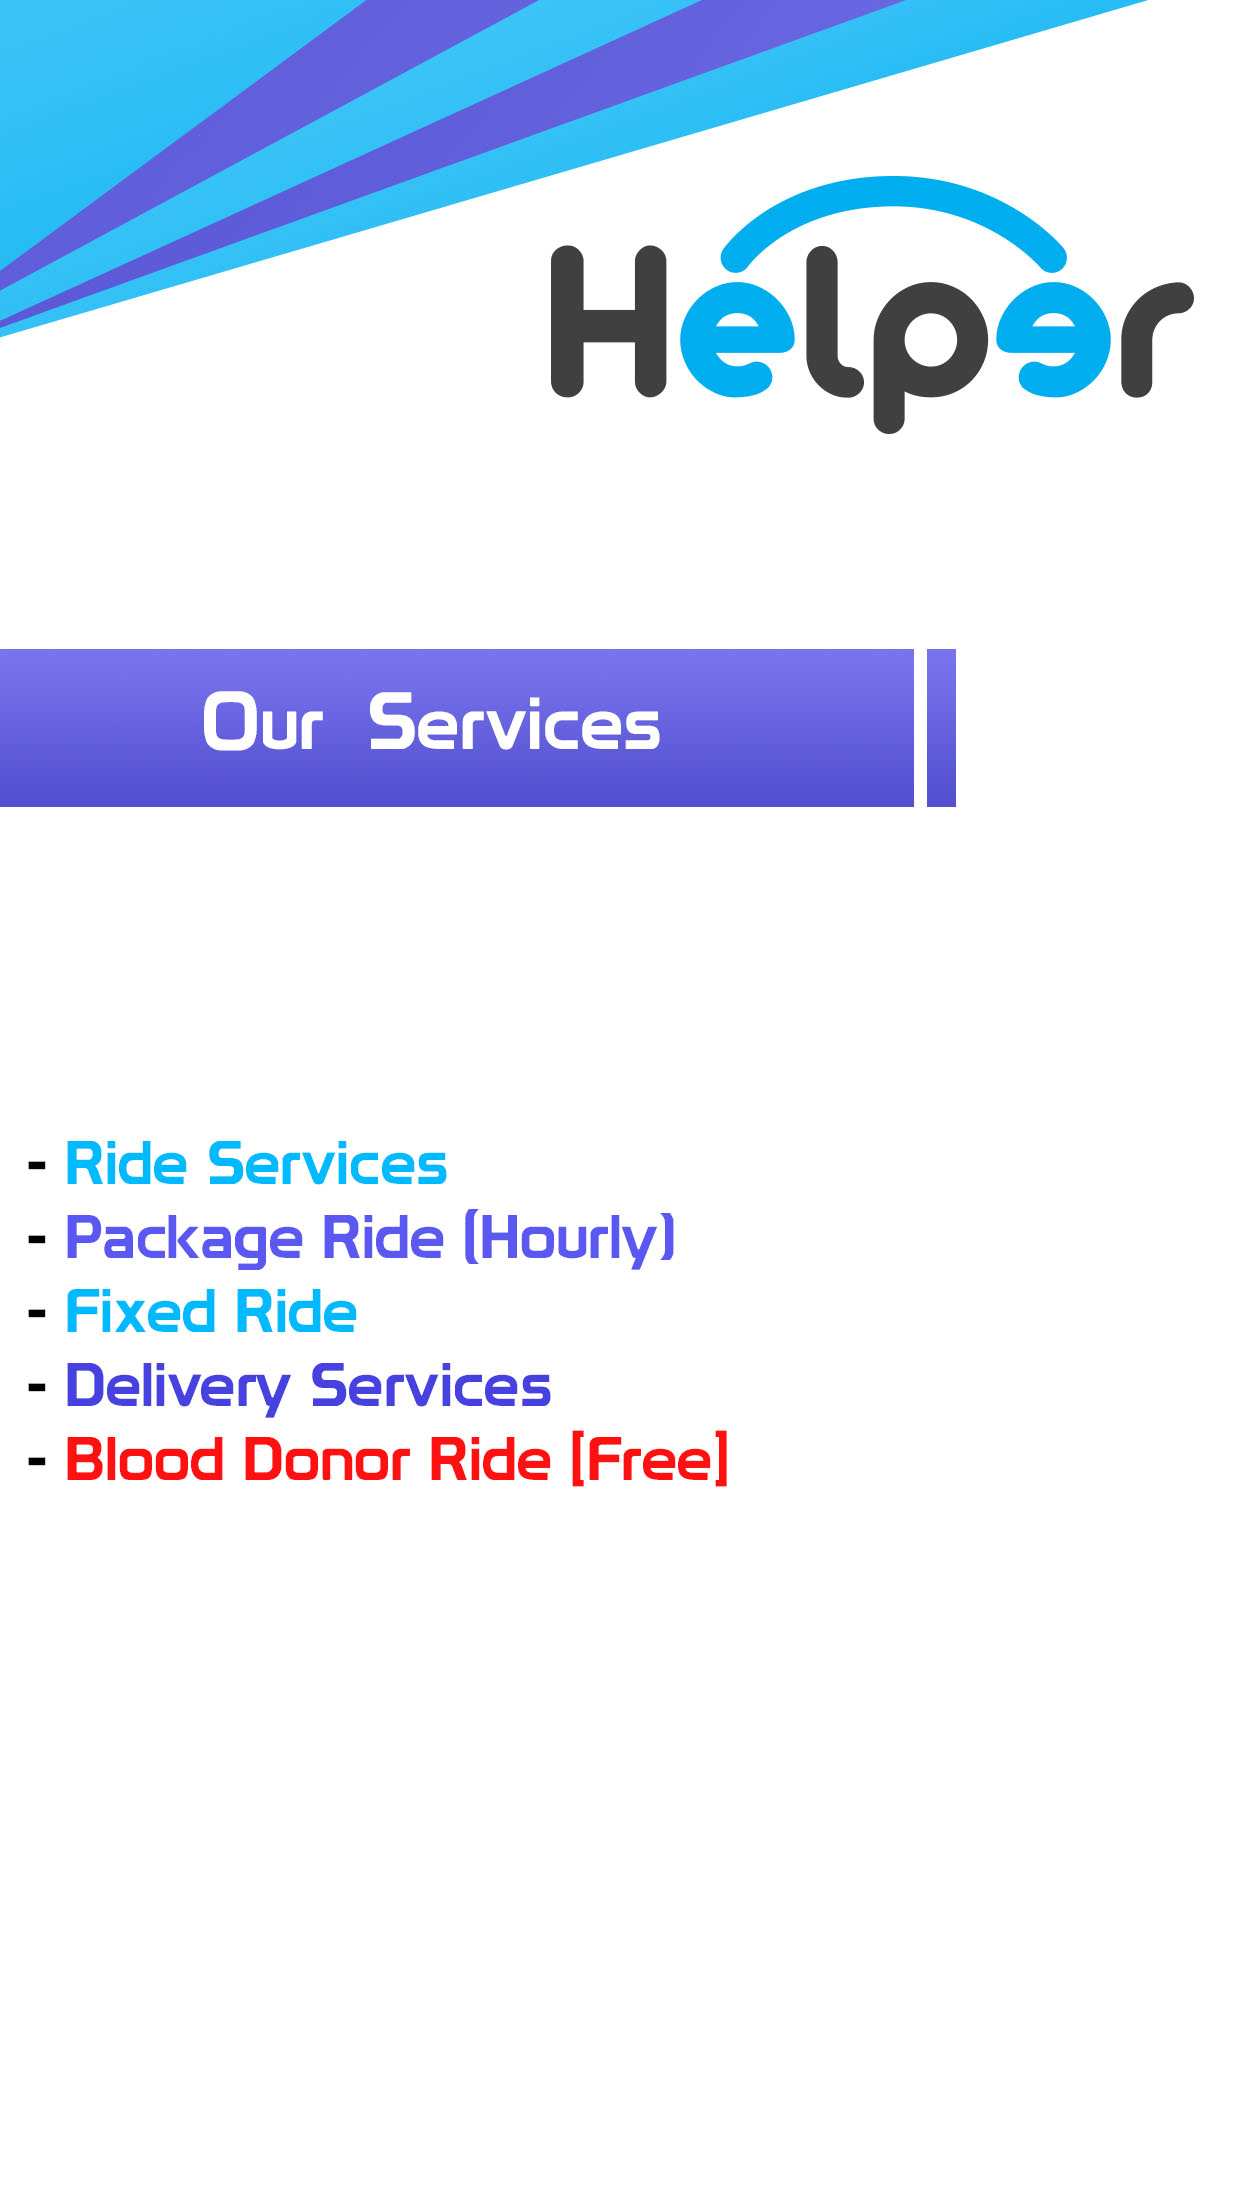 Helper
Our Services
- Ride Services
- Package Ride (Hourly)
- Fixed Ride
- Delivery Services
- Blood Donor Ride [Free]